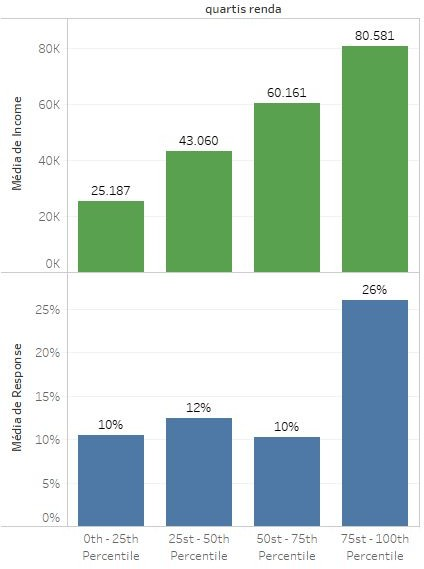 quartis renda
Média de Income
80K
60K
40K
20K
0K
25.187
43.060
60.161
80.581
Média de Response
25%
20%
15%
10%
5%
0%
10%
12%
10%
26%
0th - 25th
Percentile
25st - 50th
Percentile
50st - 75th
Percentile
75st - 100th
Percentile